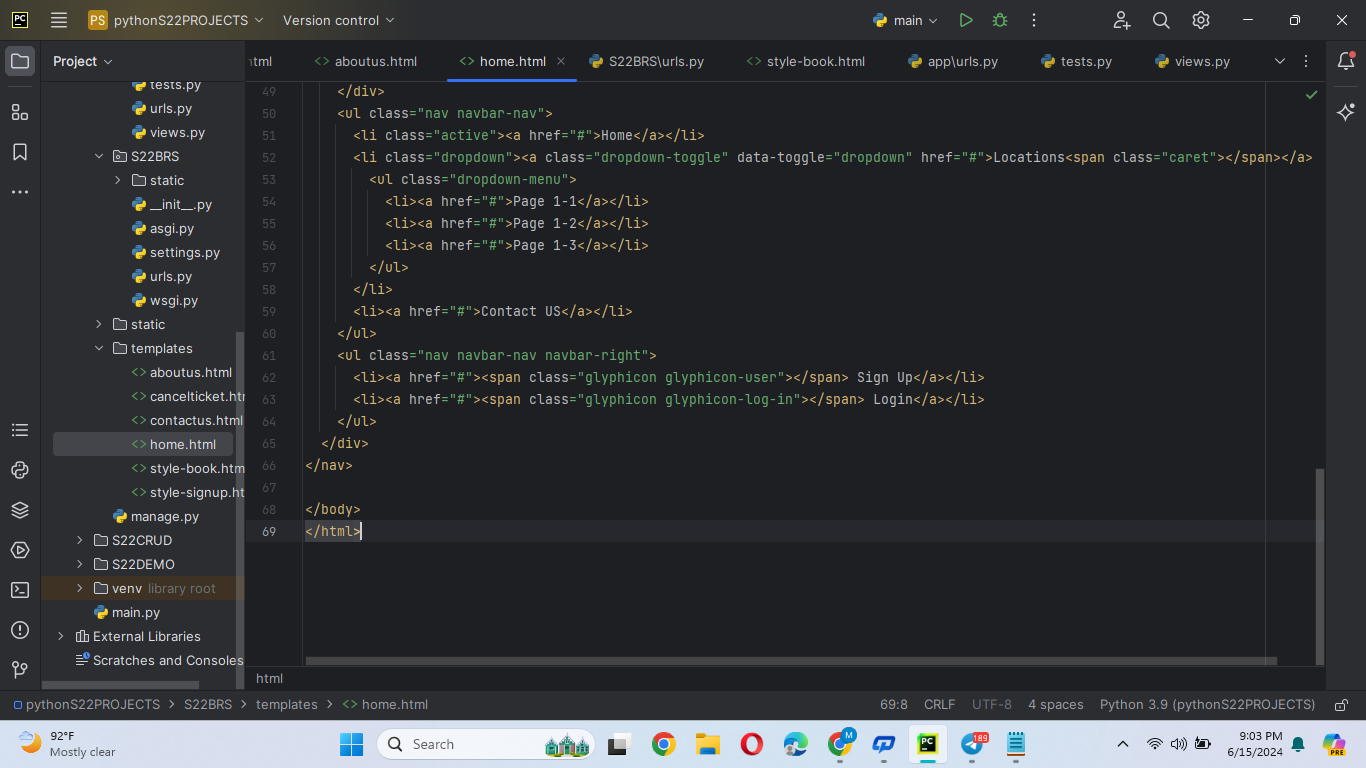 PC
PS pythonS22PROJECTS
Version control
main
Project
html
aboutus.html
home.html
S22BRS\urls.py
style-book.html
app\urls.py
tests.py
views.py
tests.py
urls.py
views.py
S22BRS
static
__init__.py
asgi.py
settings.py
urls.py
wsgi.py
static
templates
aboutus.html
cancelticket.htr
contactus.html
home.html
style-book.htm
style-signup.ht
manage.py
S22CRUD
S22DEMO
venv library root
main.py
External Libraries
Scratches and Consoles
49 </div>
50 <ul class="nav navbar-nav">
51 <li class="active"><a href="#">Home</a></li>
52 <li class="dropdown"><a class="dropdown-toggle" data-toggle="dropdown" href="#">Locations<span class="caret"></span></a>
53 <ul class="dropdown-menu">
54 <li><a href="#">Page 1-1</a></li>
55 <li><a href="#">Page 1-2</a></li>
56 <li><a href="#">Page 1-3</a></li>
57 </ul>
58 </li>
59 <li><a href="#">Contact US</a></li>
60 </ul>
61 <ul class="nav navbar-nav navbar-right">
62 <li><a href="#"><span class="glyphicon glyphicon-user"></span> Sign Up</a></li>
63 <li><a href="#"><span class="glyphicon glyphicon-log-in"></span> Login</a></li>
64 </ul>
65 </div>
66 </nav>
67
68 </body>
69 </html>
html
pythonS22PROJECTS > S22BRS > templates > <> home.html
69:8 CRLF UTF-8 4 spaces Python 3.9 (pythonS22PROJECTS)
92°F
Mostly clear
Search
M
PC
189
9:03 PM
6/15/2024
PRE